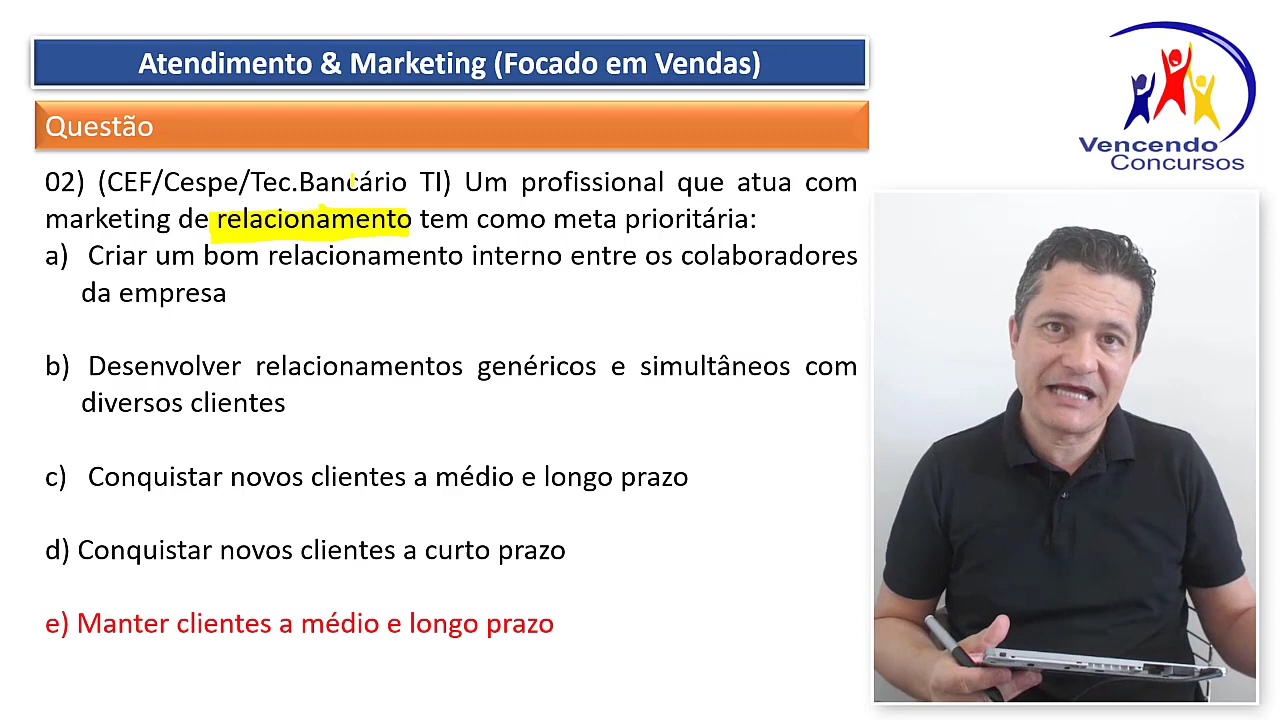 Atendimento & Marketing (Focado em Vendas)
Questão
02) (CEF/Cespe/Tec.Bancário TI) Um profissional que atua com
marketing de relacionamento tem como meta prioritária:
a) Criar um bom relacionamento interno entre os colaboradores
da empresa
b) Desenvolver relacionamentos genéricos e simultâneos com
diversos clientes
c) Conquistar novos clientes a médio e longo prazo
d) Conquistar novos clientes a curto prazo
e) Manter clientes a médio e longo prazo
Vencendo
Concursos